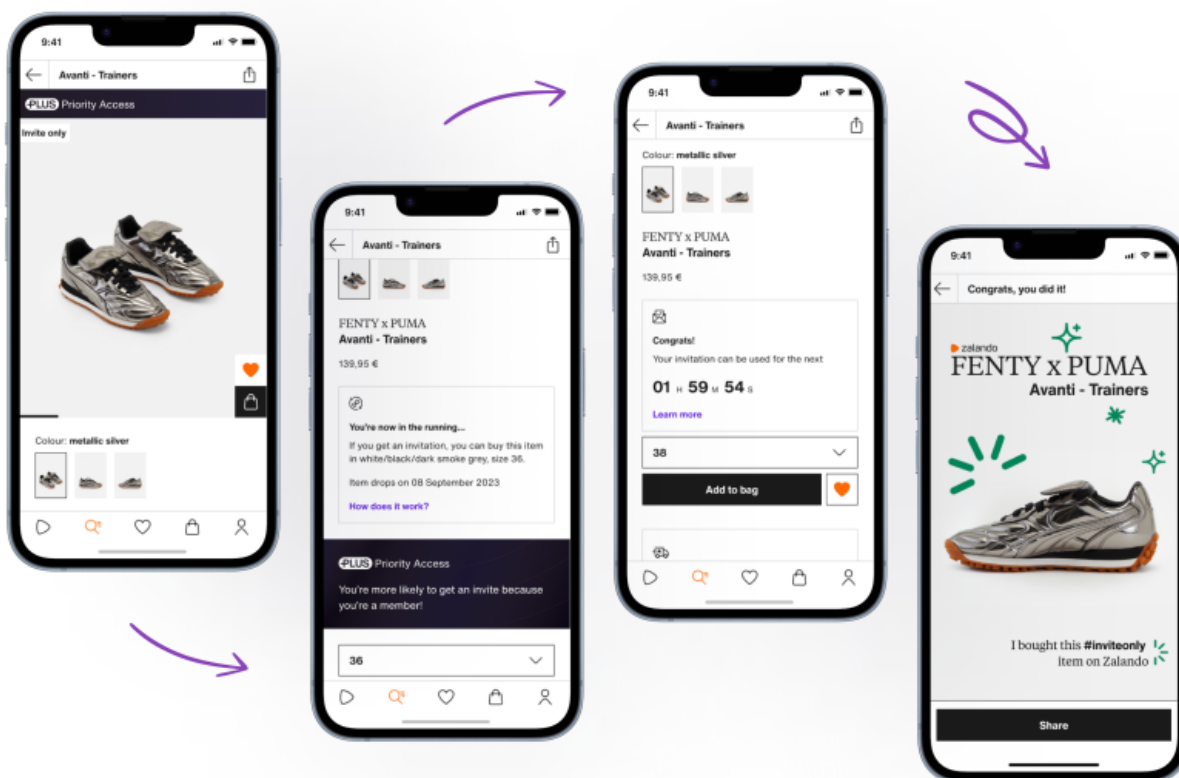 9:41
Avanti - Trainers
PLUS Priority Access
Invite only
Colour: metallic silver
9:41
Avanti - Trainers
FENTY x PUMA
Avanti - Trainers
139,95 €
You're now in the running...
If you get an invitation, you can buy this item
in white/black/dark smoke grey, size 36.
Item drops on 08 September 2023
How does it work?
PLUS Priority Access
You're more likely to get an invite because
you're a member!
36
9:41
Avanti - Trainers
Colour: metallic silver
FENTY x PUMA
Avanti - Trainers
139,95 €
Congrats!
Your invitation can be used for the next
01 H 59 M 54 S
Learn more
38
Add to bag
9:41
Congrats, you did it!
zalando
FENTY x PUMA
Avanti - Trainers
I bought this #inviteonly
item on Zalando
Share